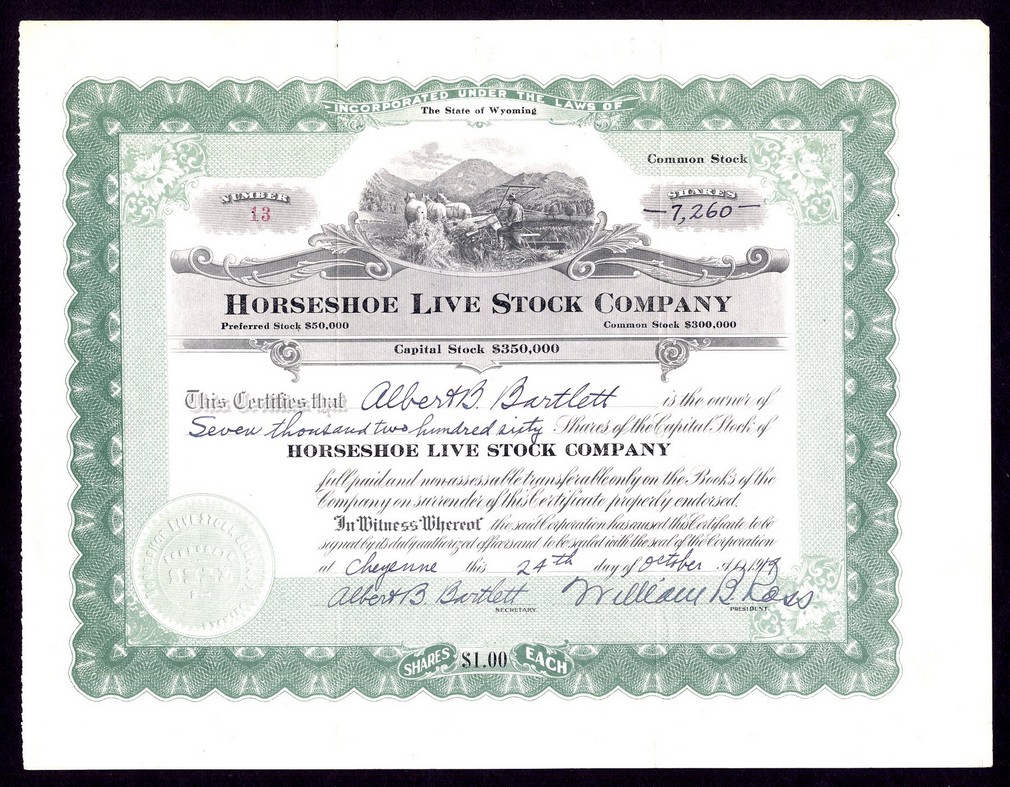 INCORPORATED UNDER THE LAWS OF
The State of Wyoming
Common Stock
NUMBER
13
SHARES
—7,260—
HORSESHOE LIVE STOCK COMPANY
Preferred Stock $50,000 Common Stock $300,000
Capital Stock $350,000
This Certifies that Albert B. Bartlett is the owner of
Seven thousand two hundred sixty Shares of the Capital Stock of
HORSESHOE LIVE STOCK COMPANY
full paid and non-assessable transferable only on the Books of the
Company on surrender of this Certificate properly endorsed.
In Witness Whereof the said Corporation has caused this Certificate to be
signed by its duly authorized officers and to be sealed with the seal of the Corporation
at Cheyenne this 24th day of October A.D. 19
Albert B. Bartlett William B. Ross
SECRETARY. PRESIDENT.
SHARES $1.00 EACH